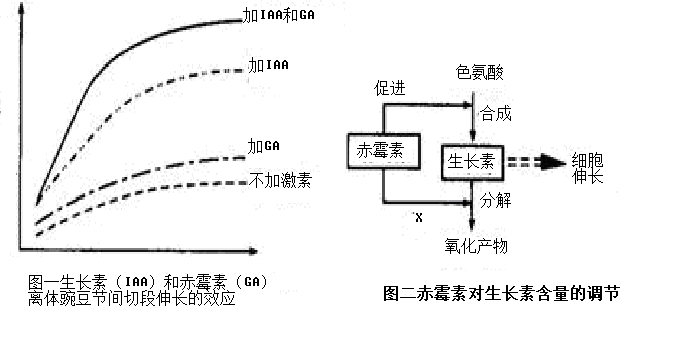 加IAA和GA
加IAA
加GA
不加激素
图一生长素（IAA）和赤霉素（GA）
离体豌豆节间切段伸长的效应
色氨酸
促进
合成
赤霉素
生长素
细胞
伸长
分解
X
氧化产物
图二赤霉素对生长素含量的调节